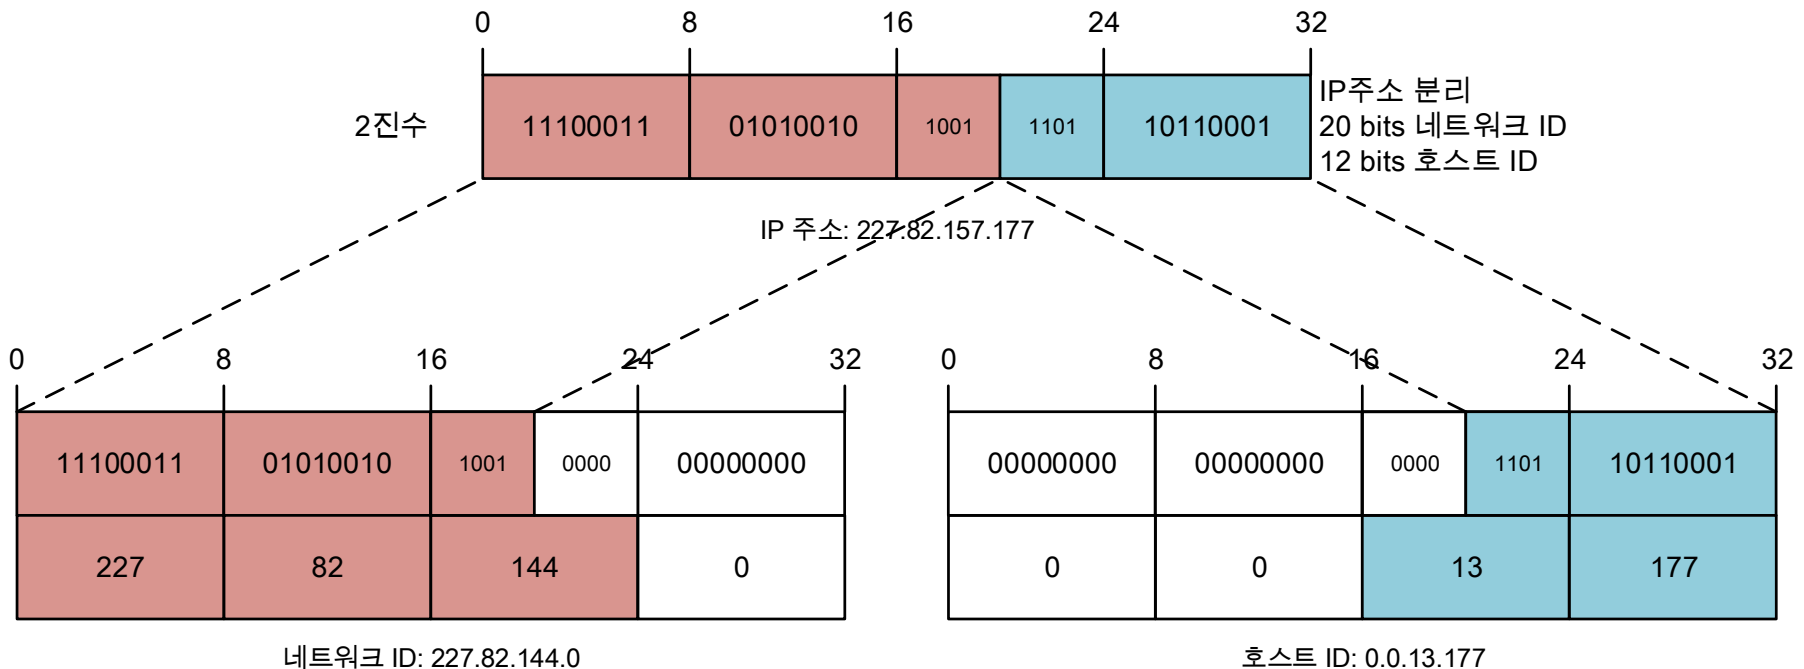 0 8 16 24 32
2진수 11100011 01010010 1001 1101 10110001
IP주소 분리
20 bits 네트워크 ID
12 bits 호스트 ID
IP 주소: 227.82.157.177
0 8 16 24 32
11100011 01010010 1001 0000 00000000
227 82 144 0
네트워크 ID: 227.82.144.0
0 8 16 24 32
00000000 00000000 0000 1101 10110001
0 0 13 177
호스트 ID: 0.0.13.177